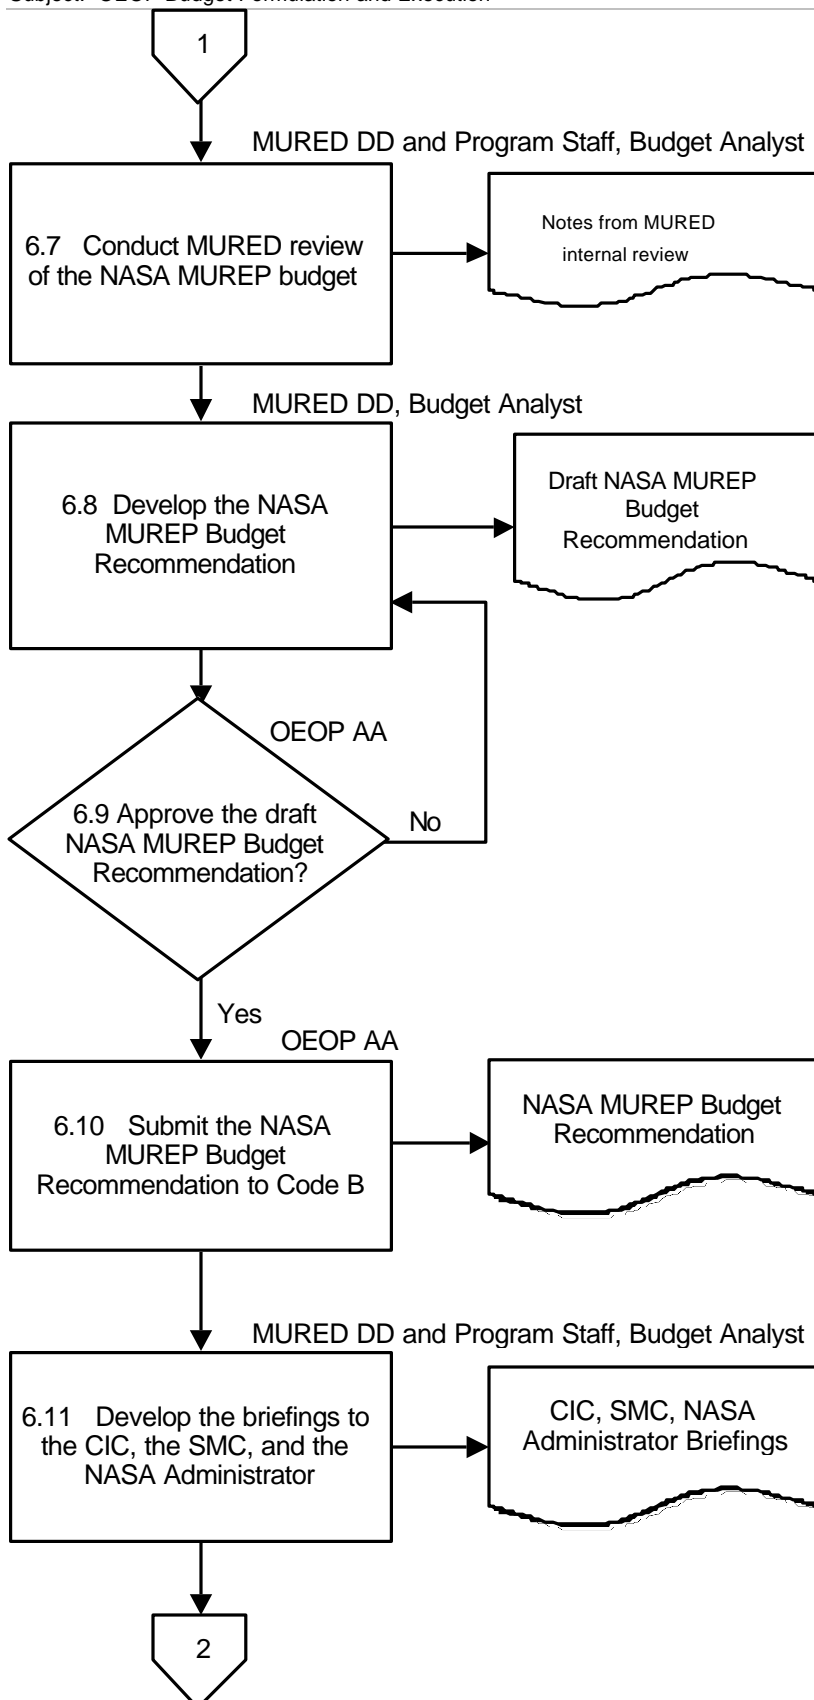 Subject: OEOP Budget Formulation and Execution
1
MURED DD and Program Staff, Budget Analyst
6.7 Conduct MURED review
of the NASA MUREP budget
Notes from MURED
internal review
MURED DD, Budget Analyst
6.8 Develop the NASA
MUREP Budget
Recommendation
Draft NASA MUREP
Budget
Recommendation
OEOP AA
6.9 Approve the draft
NASA MUREP Budget
Recommendation?
No
Yes
OEOP AA
6.10 Submit the NASA
MUREP Budget
Recommendation to Code B
NASA MUREP Budget
Recommendation
MURED DD and Program Staff, Budget Analyst
6.11 Develop the briefings to
the CIC, the SMC, and the
NASA Administrator
CIC, SMC, NASA
Administrator Briefings
2